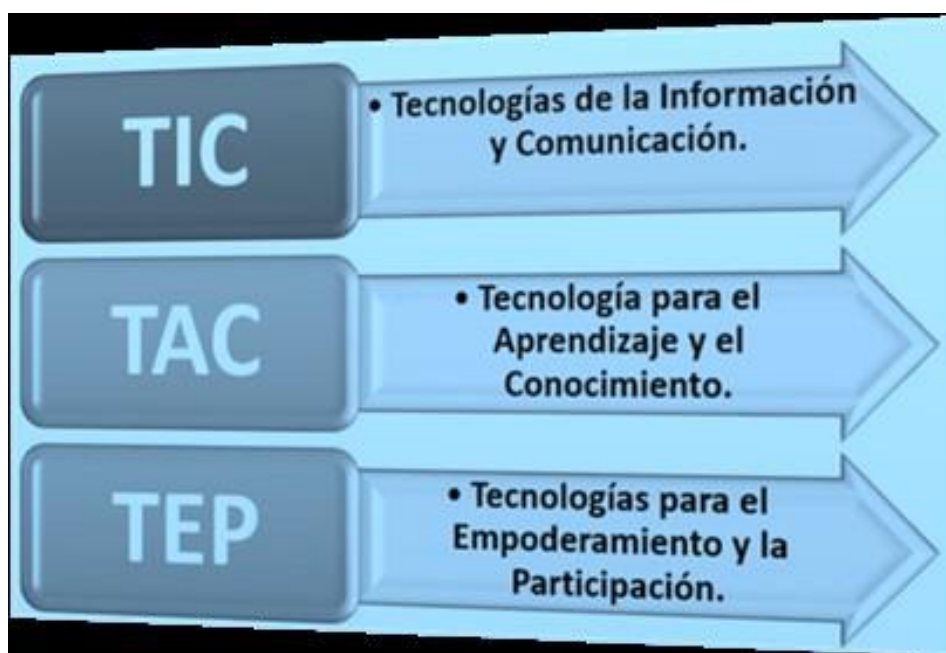 TIC
• Tecnologías de la Información
y Comunicación.
TAC
• Tecnología para el
Aprendizaje y el
Conocimiento.
TEP
• Tecnologías para el
Empoderamiento y la
Participación.